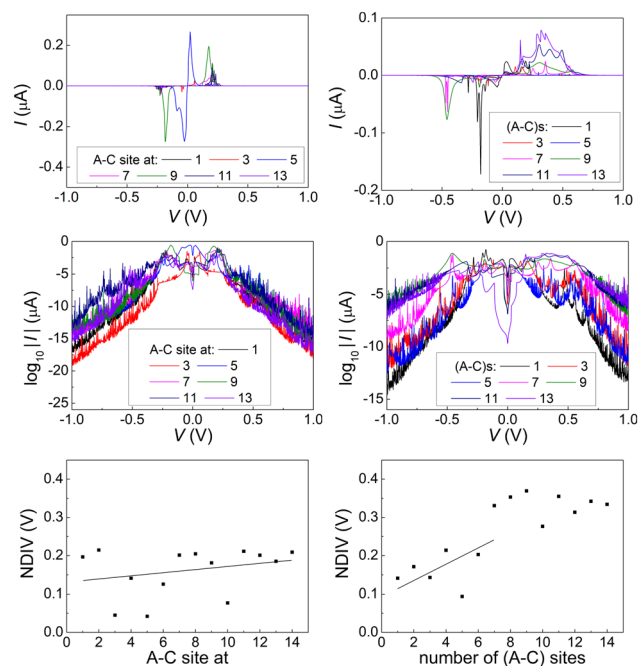 0.4
0.2
0.0
-0.2
-0.4
I (μA)
A-C site at: 1 3 5
7 9 11 13
-1.0 -0.5 0.0 0.5 1.0
V (V)
0.1
0.0
-0.1
-0.2
I (μA)
(A-C)s: 1
3 5
7 9
11 13
-1.0 -0.5 0.0 0.5 1.0
V (V)
0
-5
-10
-15
-20
-25
log10 |I| (μA)
A-C site at: 1
3 5
7 9
11 13
-1.0 -0.5 0.0 0.5 1.0
V (V)
0
-5
-10
-15
log10 |I| (μA)
(A-C)s: 1 3
5 7 9
11 13
-1.0 -0.5 0.0 0.5 1.0
V (V)
0.4
0.3
0.2
0.1
0.0
NDIV (V)
0 2 4 6 8 10 12 14
A-C site at
0.4
0.3
0.2
0.1
0.0
NDIV (V)
0 2 4 6 8 10 12 14
number of (A-C) sites